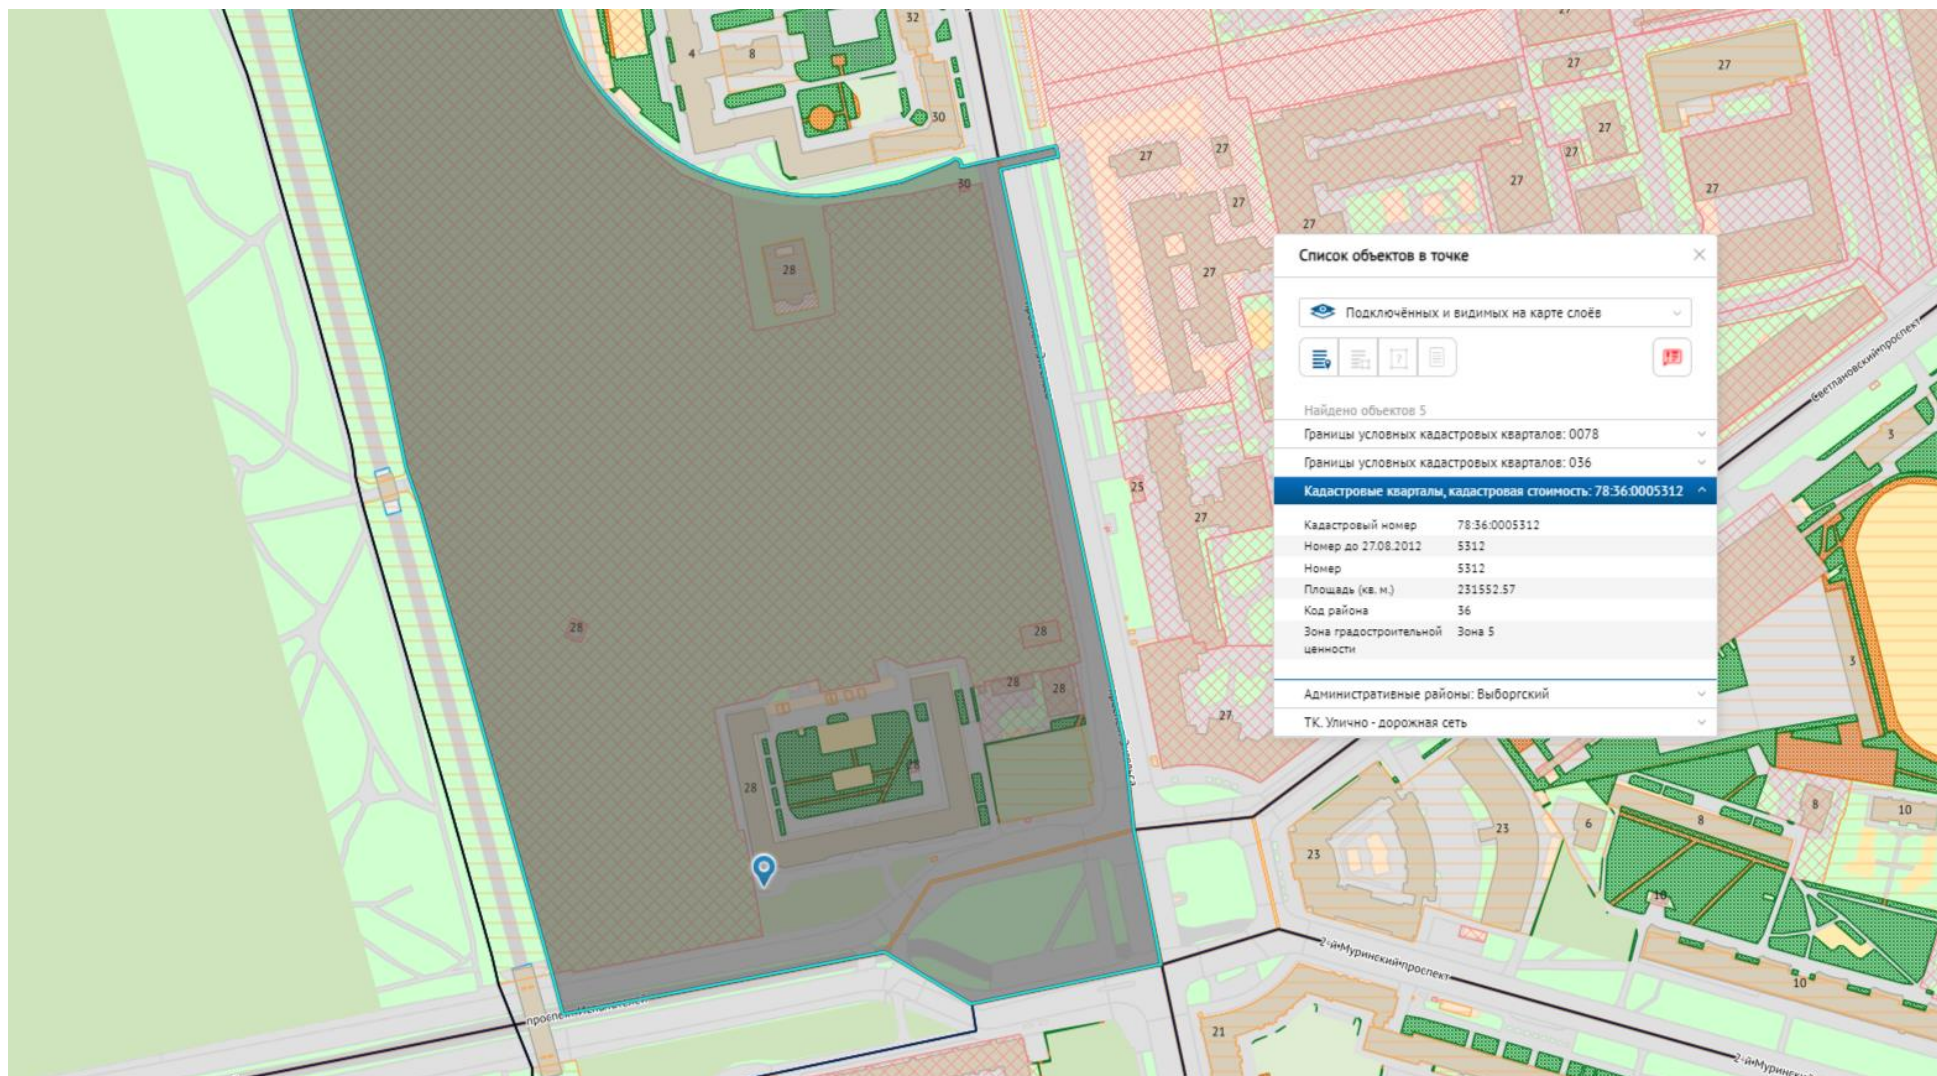 32
4
8
30
30
28
28
28
28
28
28
28
27
27
27
27
27
27
27
27
27
27
27
27
27
27
25
27
27
Светлановский проспект
3
3
Список объектов в точке
Подключённых и видимых на карте слоёв
Найдено объектов 5
Границы условных кадастровых кварталов: 0078
Границы условных кадастровых кварталов: 036
Кадастровые кварталы, кадастровая стоимость: 78:36:0005312
Кадастровый номер 78:36:0005312
Номер до 27.08.2012 5312
Номер 5312
Площадь (кв. м.) 231552.57
Код района 36
Зона градостроительной Зона 5
ценности
Административные районы: Выборгский
ТК. Улично - дорожная сеть
23
23
6
8
8
10
10
10
21
2-й Муринский проспект